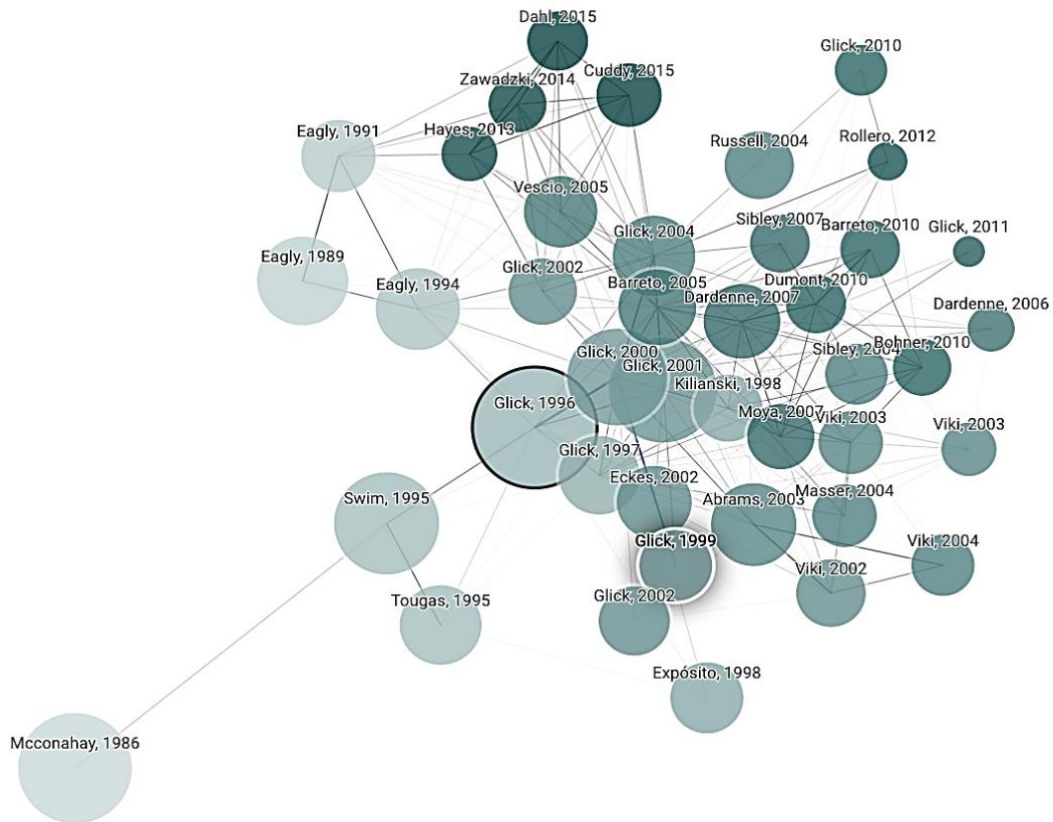 Dahl, 2015
Glick, 2010
Cuddy, 2015
Zawadzki, 2014
Eagly, 1991
Hayes, 2013
Russell, 2004
Rollero, 2012
Vescio, 2005
Sibley, 2007
Barreto, 2010
Glick, 2011
Glick, 2004
Eagly, 1989
Glick, 2002
Eagly, 1994
Barreto, 2005
Dumont, 2010
Dardenne, 2007
Dardenne, 2006
Bohner, 2010
Sibley, 2004
Glick, 2000
Glick, 2001
Kilianski, 1998
Glick, 1996
Moya, 2007
Viki, 2003
Viki, 2003
Glick, 1997
Eckes, 2002
Swim, 1995
Abrams, 2003
Masser, 2004
Glick, 1999
Viki, 2004
Viki, 2002
Glick, 2002
Tougas, 1995
Expósito, 1998
Mcconahay, 1986